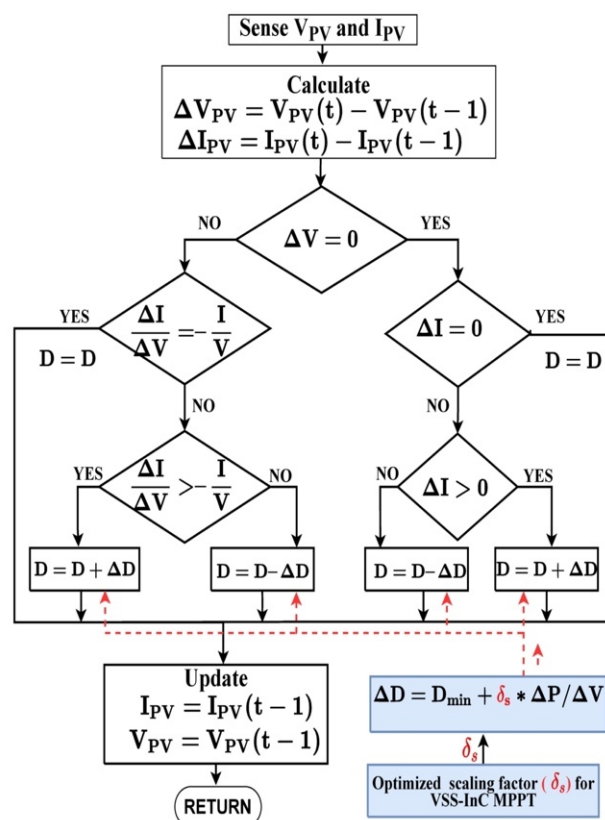 Sense V_PV and I_PV
Calculate
ΔV_PV = V_PV(t) − V_PV(t − 1)
ΔI_PV = I_PV(t) − I_PV(t − 1)
NO
ΔV = 0
YES
YES
ΔI/ΔV = − I/V
D = D
NO
ΔI = 0
YES
D = D
NO
YES
ΔI/ΔV > − I/V
NO
NO
ΔI > 0
YES
D = D + ΔD
D = D − ΔD
D = D − ΔD
D = D + ΔD
Update
I_PV = I_PV(t − 1)
V_PV = V_PV(t − 1)
RETURN
ΔD = D_min + δ_s * ΔP/ΔV
δ_s
Optimized scaling factor ( δ_s) for
VSS-InC MPPT